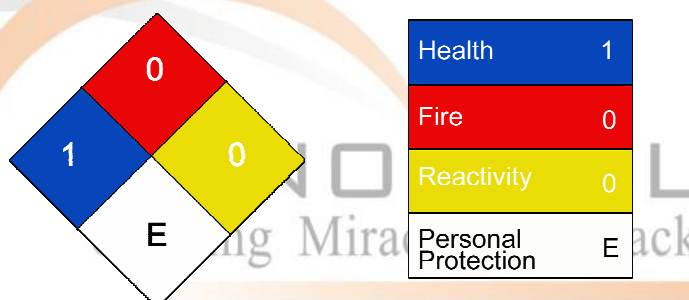 0
1
0
E
Health 1
Fire 0
Reactivity 0
Personal
Protection E